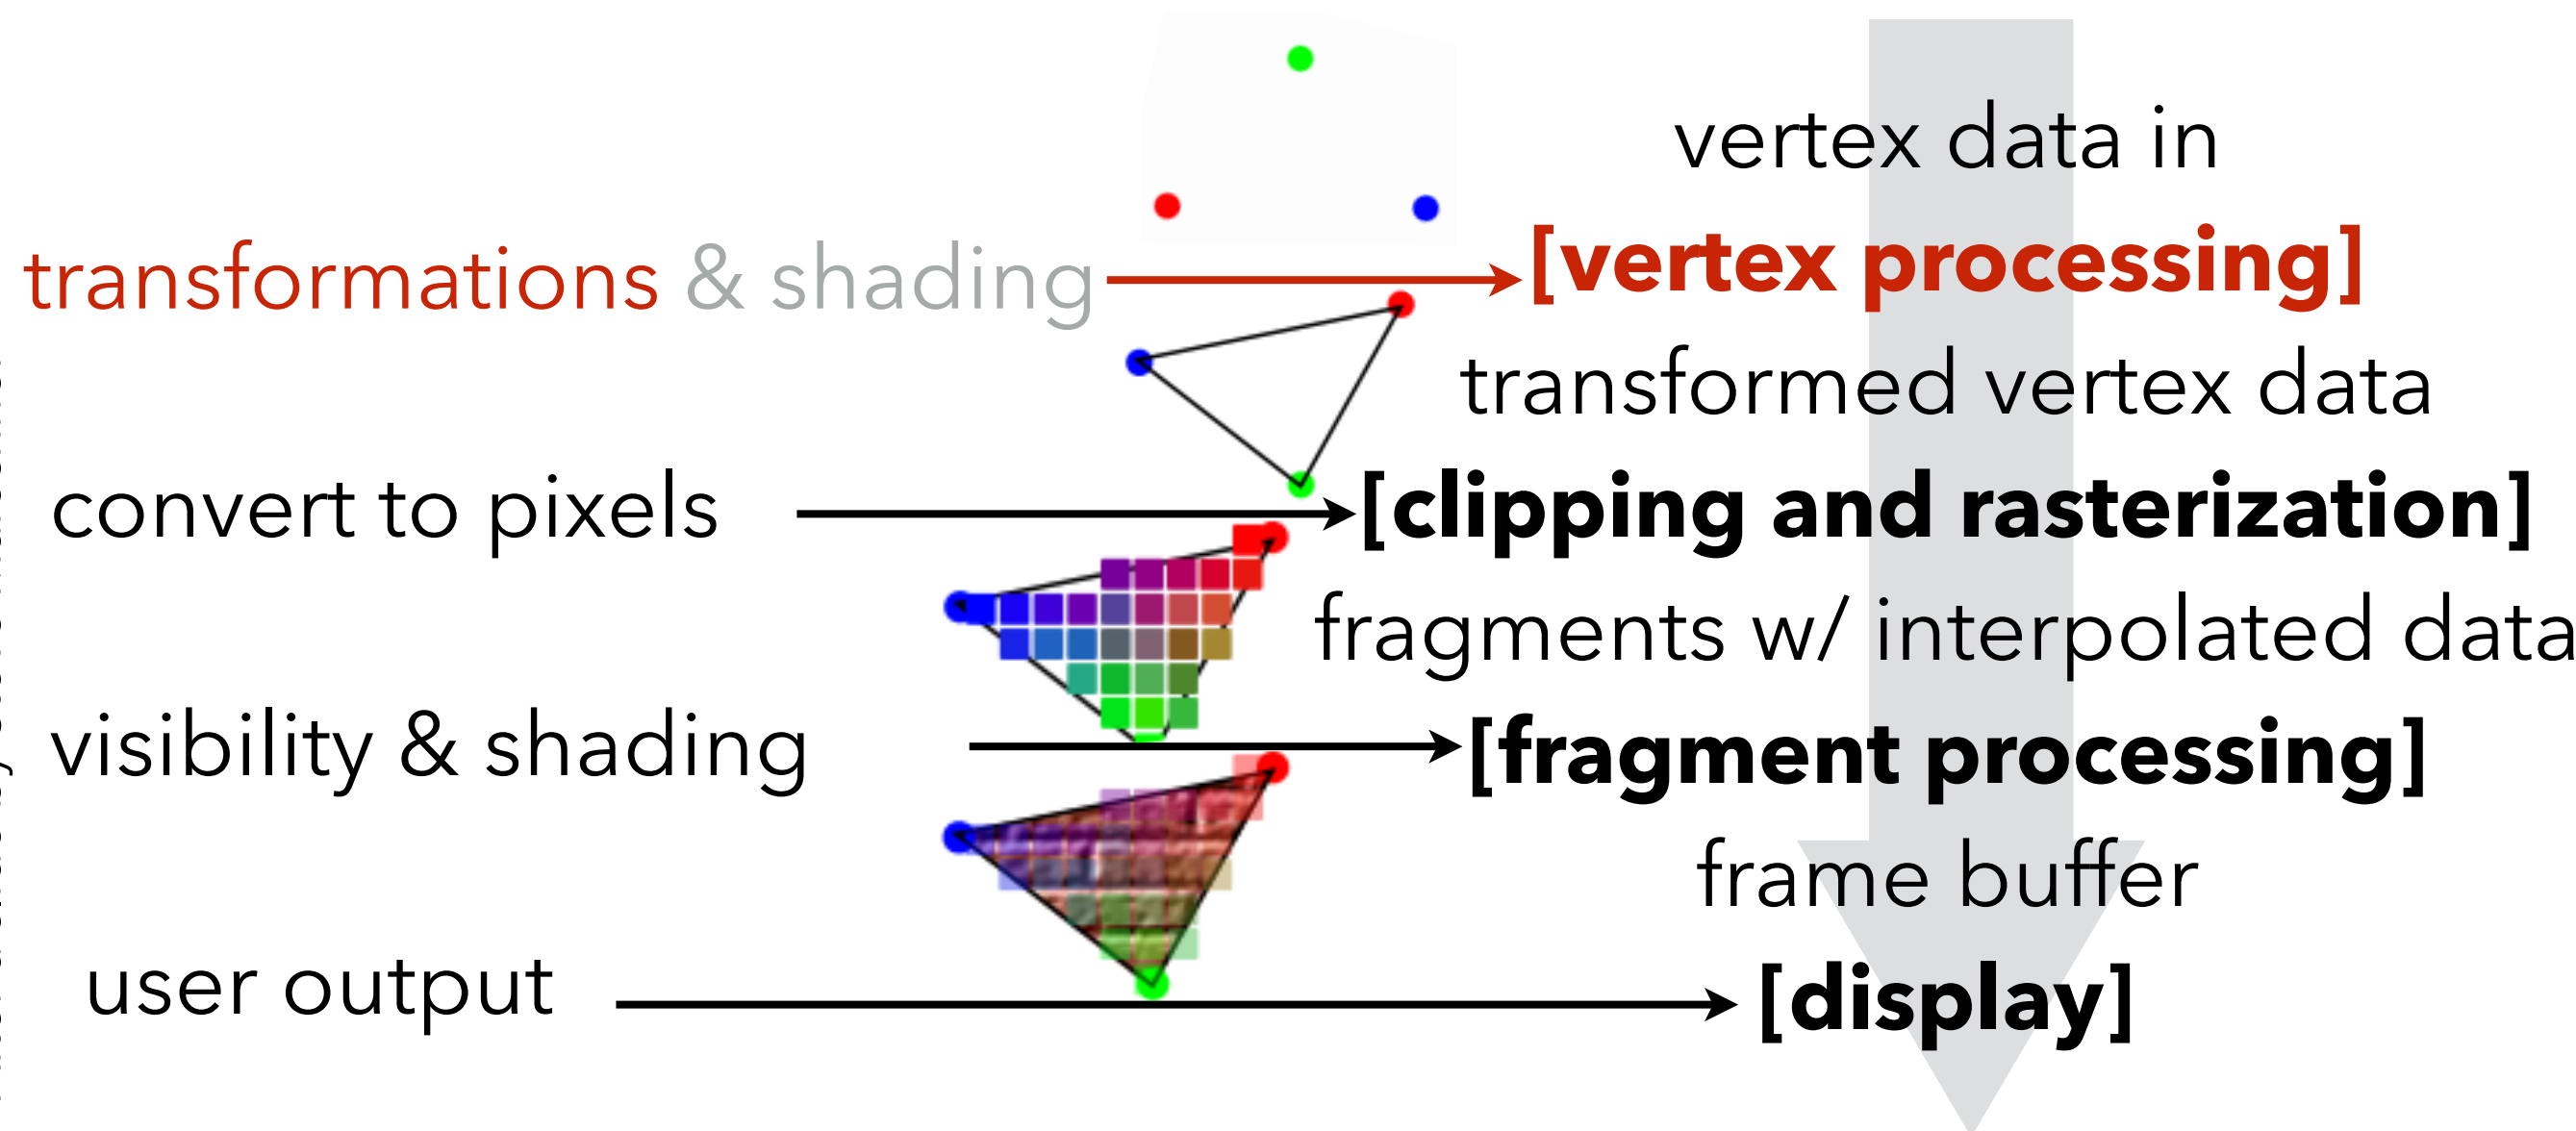 vertex data in
transformations & shading
[vertex processing]
transformed vertex data
convert to pixels
[clipping and rasterization]
fragments w/ interpolated data
visibility & shading
[fragment processing]
frame buffer
user output
[display]